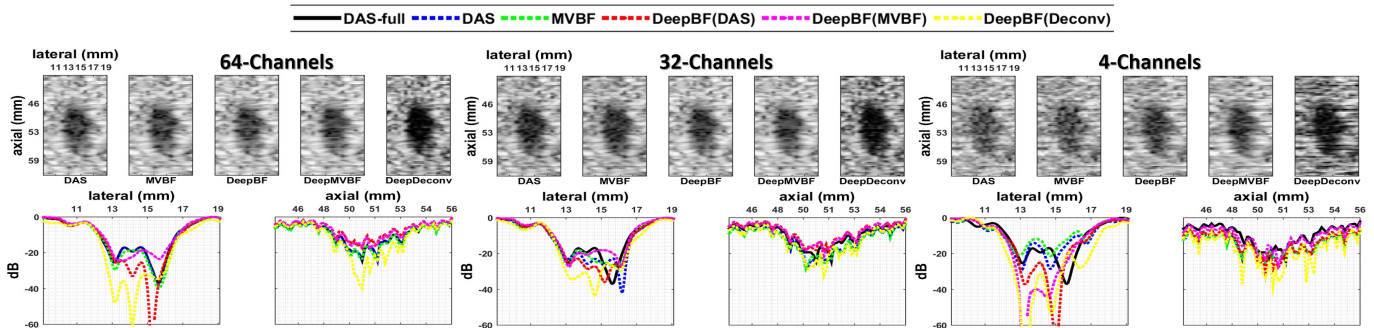 DAS-full DAS MVBF DeepBF(DAS) DeepBF(MVBF) DeepBF(Deconv)
lateral (mm)
11 13 15 17 19
64-Channels
axial (mm)
46
53
59
DAS MVBF DeepBF DeepMVBF DeepDeconv
lateral (mm)
11 13 15 17 19
dB
0
-20
-40
-60
axial (mm)
46 48 50 51 53 54 56
lateral (mm)
11 13 15 17 19
32-Channels
axial (mm)
46
53
59
DAS MVBF DeepBF DeepMVBF DeepDeconv
lateral (mm)
11 13 15 17 19
dB
0
-20
-40
-60
axial (mm)
46 48 50 51 53 54 56
lateral (mm)
11 13 15 17 19
4-Channels
axial (mm)
46
53
59
DAS MVBF DeepBF DeepMVBF DeepDeconv
lateral (mm)
11 13 15 17 19
dB
0
-20
-40
-60
axial (mm)
46 48 50 51 53 54 56